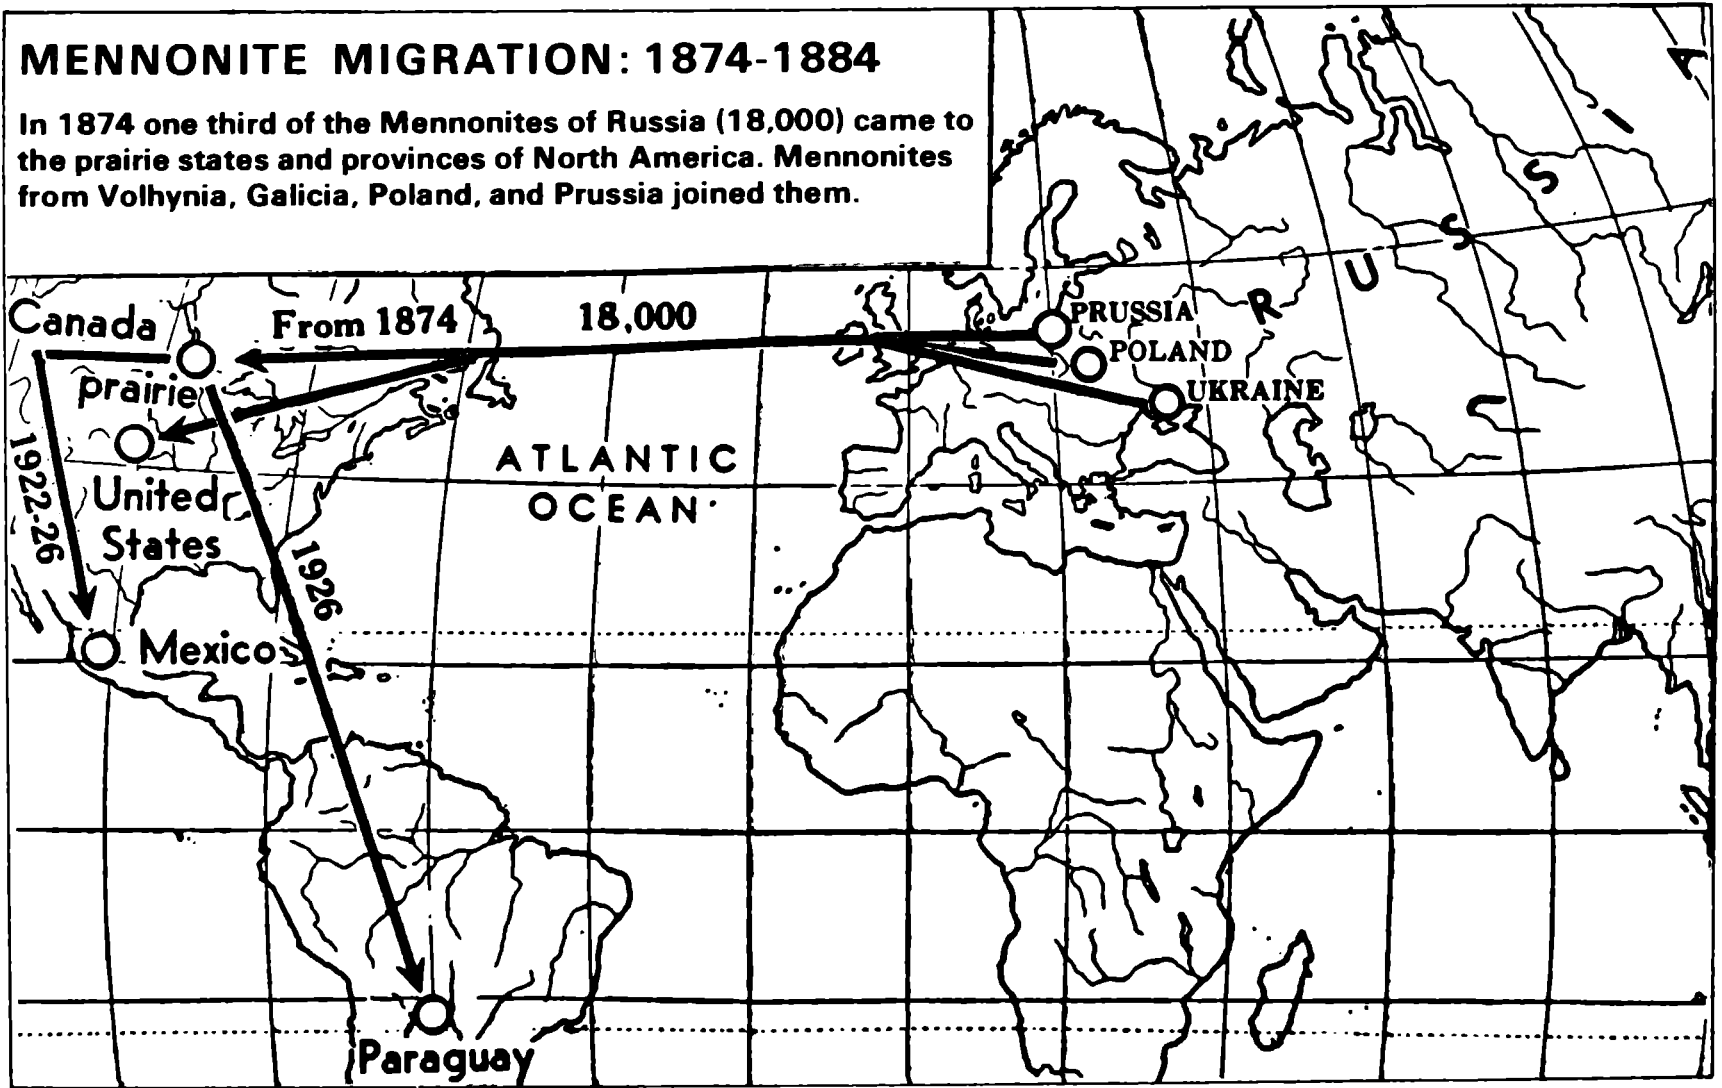 MENNONITE MIGRATION: 1874-1884
In 1874 one third of the Mennonites of Russia (18,000) came to
the prairie states and provinces of North America. Mennonites
from Volhynia, Galicia, Poland, and Prussia joined them.
RUSSIA
Canada
From 1874
18,000
PRUSSIA
POLAND
UKRAINE
prairie
1922-26
United
States
ATLANTIC
OCEAN
1926
Mexico
Paraguay